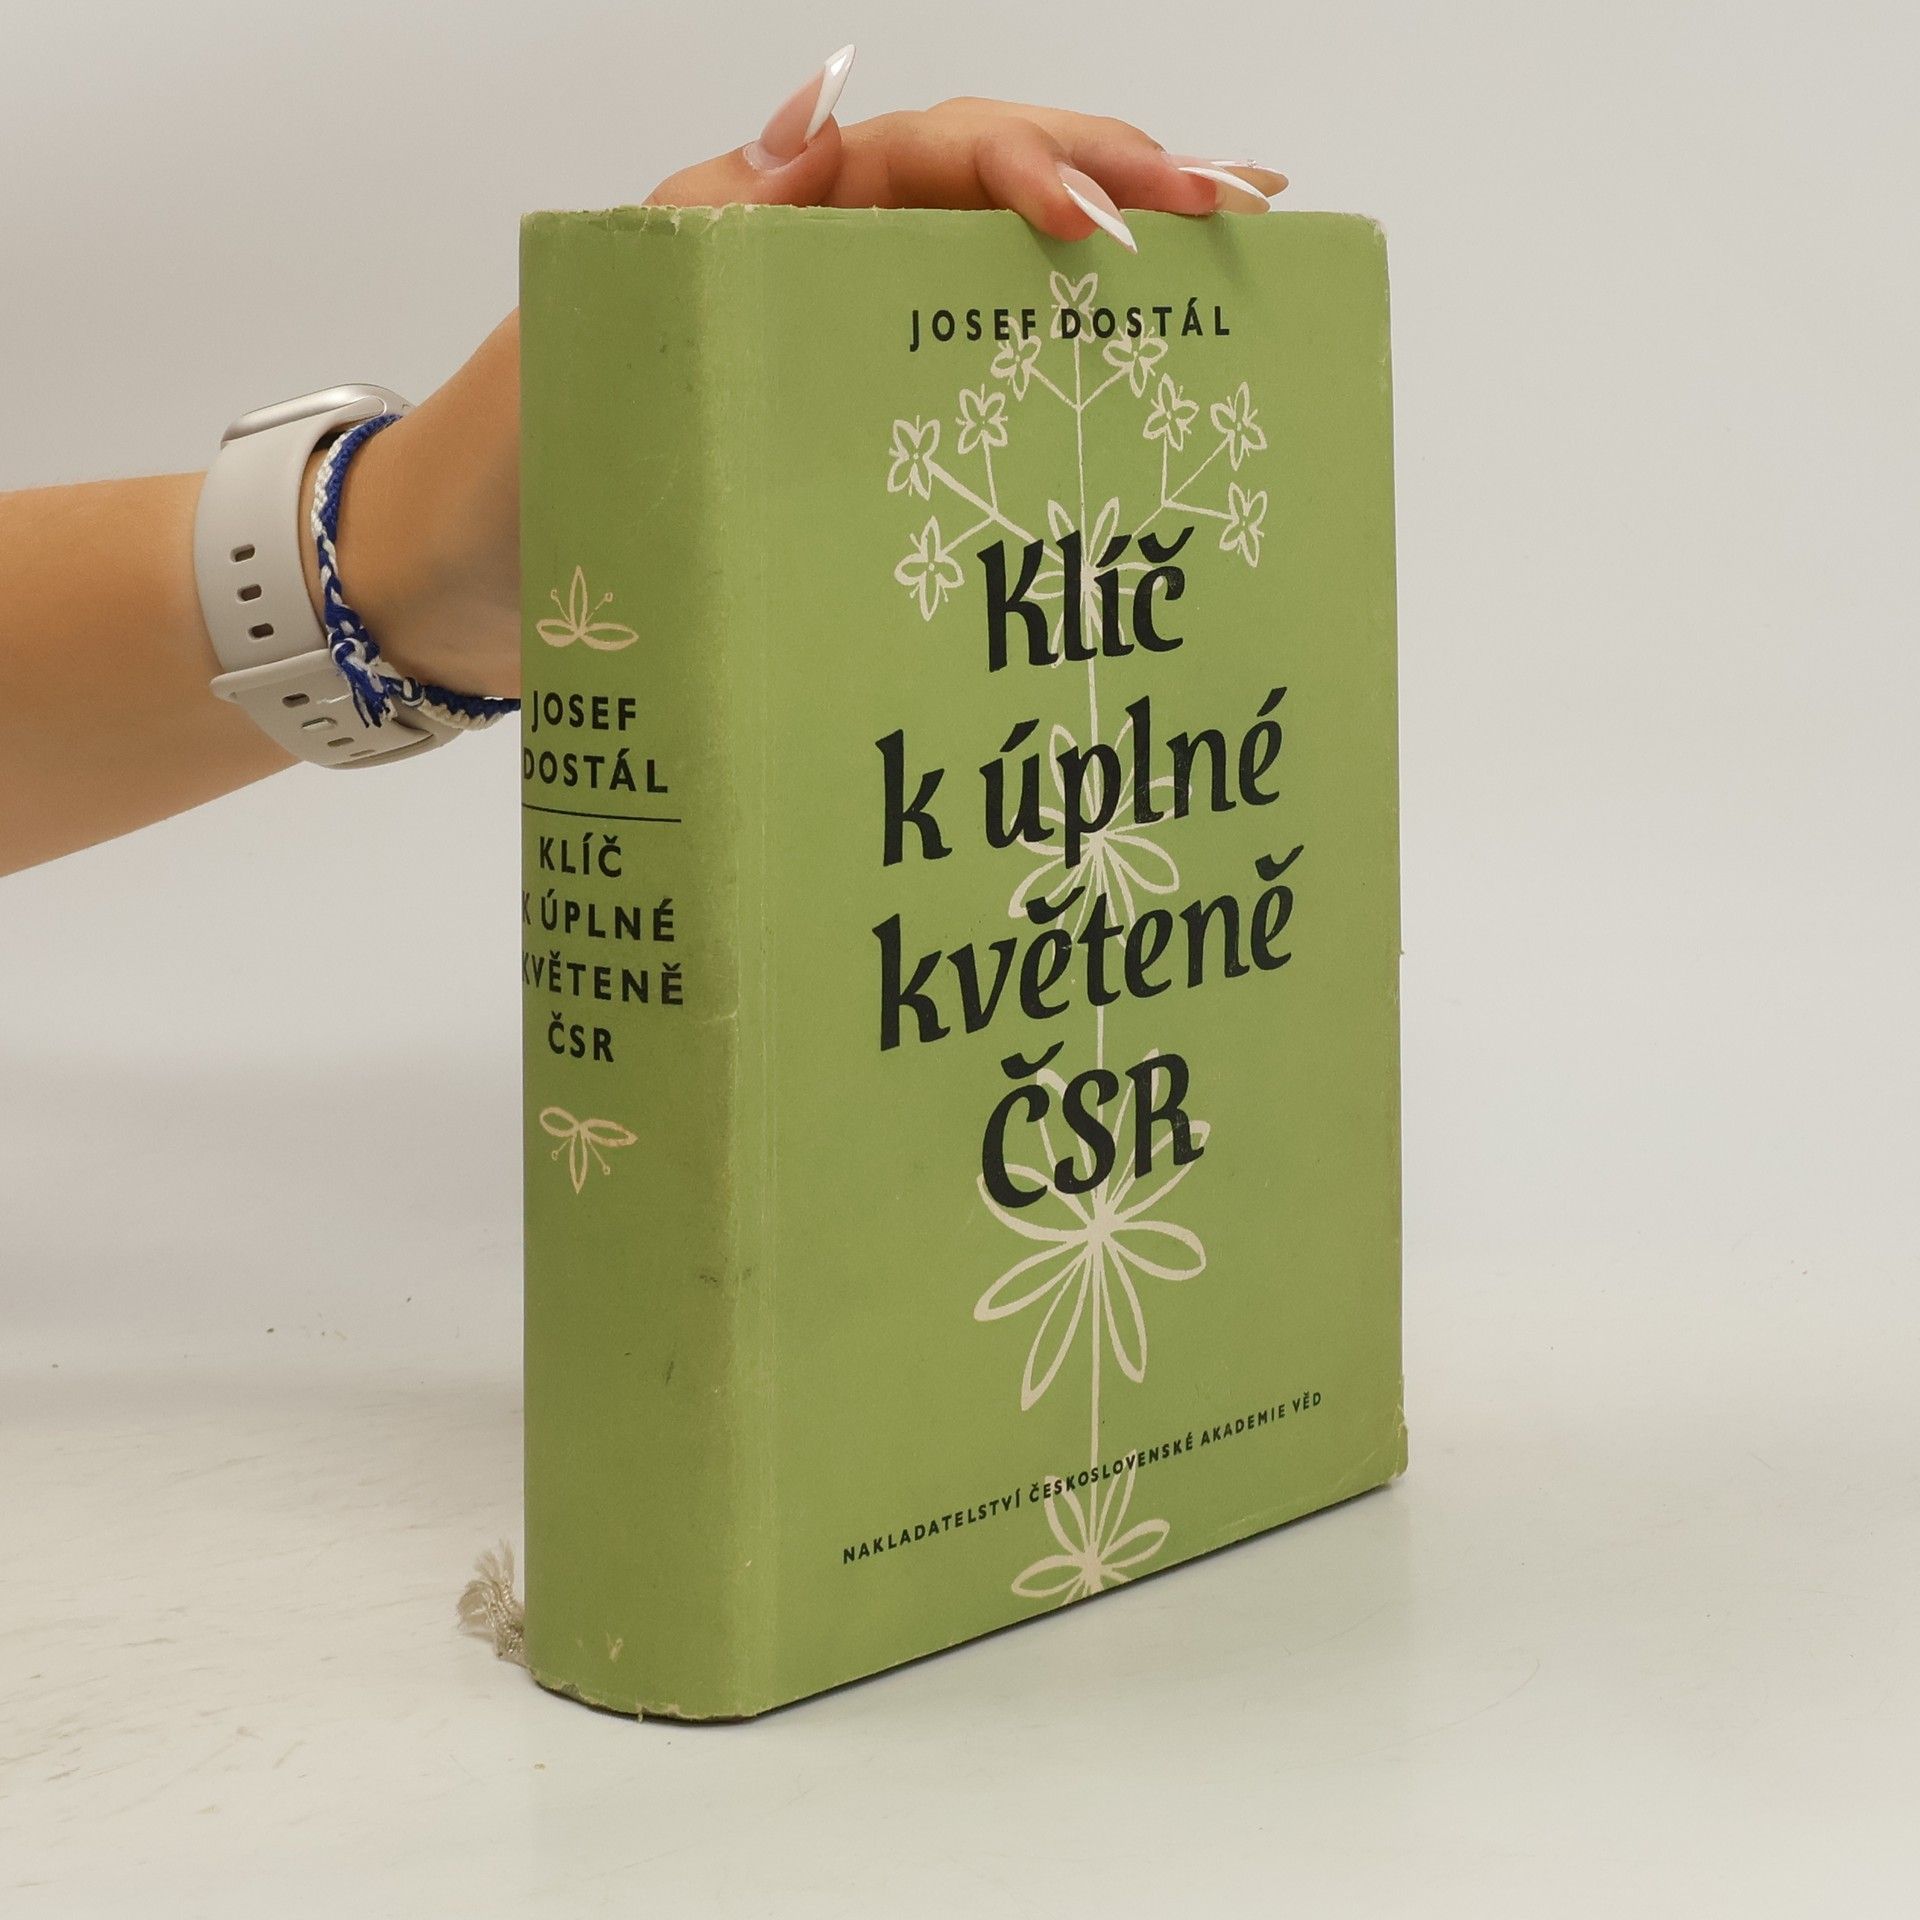 JOSEF
DOSTÁL
KLÍČ
K ÚPLNÉ
KVĚTENĚ
ČSR
JOSEF DOSTÁL
Klíč
k úplné
květeně
ČSR
NAKLADATELSTVÍ ČESKOSLOVENSKÉ AKADEMIE VĚD